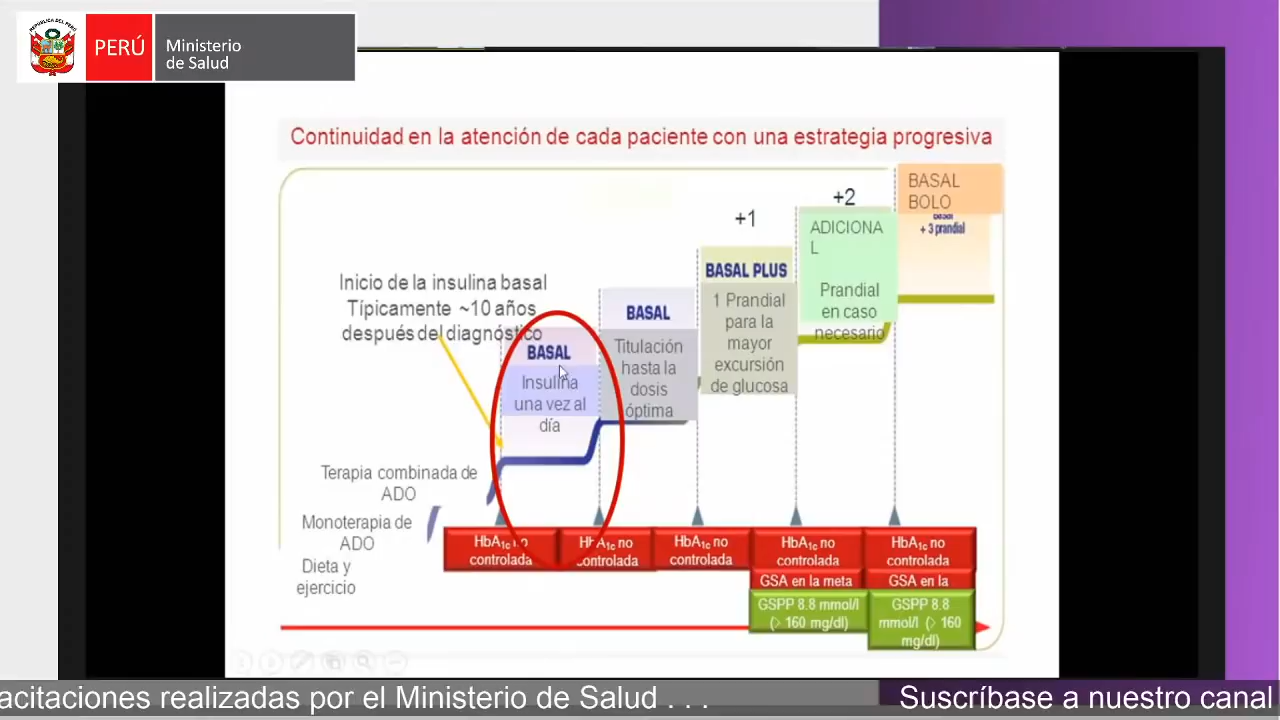 REPÚBLICA DEL PERÚ
PERÚ
Ministerio
de Salud
Continuidad en la atención de cada paciente con una estrategia progresiva
BASAL
BOLO
Basal
+ 3 prandial
+2
ADICIONA
L
Prandial
en caso
necesario
+1
BASAL PLUS
1 Prandial
para la
mayor
excursión
de glucosa
BASAL
Titulación
hasta la
dosis
óptima
Inicio de la insulina basal
Típicamente ~10 años
después del diagnóstico
BASAL
Insulina
una vez al
día
Terapia combinada de
ADO
Monoterapia de
ADO
Dieta y
ejercicio
HbA1c no
controlada
HbA1c no
controlada
HbA1c no
controlada
HbA1c no
controlada
GSA en la meta
GSPP 8.8 mmol/l
(> 160 mg/dl)
HbA1c no
controlada
GSA en la
GSPP 8.8
mmol/l (> 160
mg/dl)
acitaciones realizadas por el Ministerio de Salud . . .
Suscríbase a nuestro canal